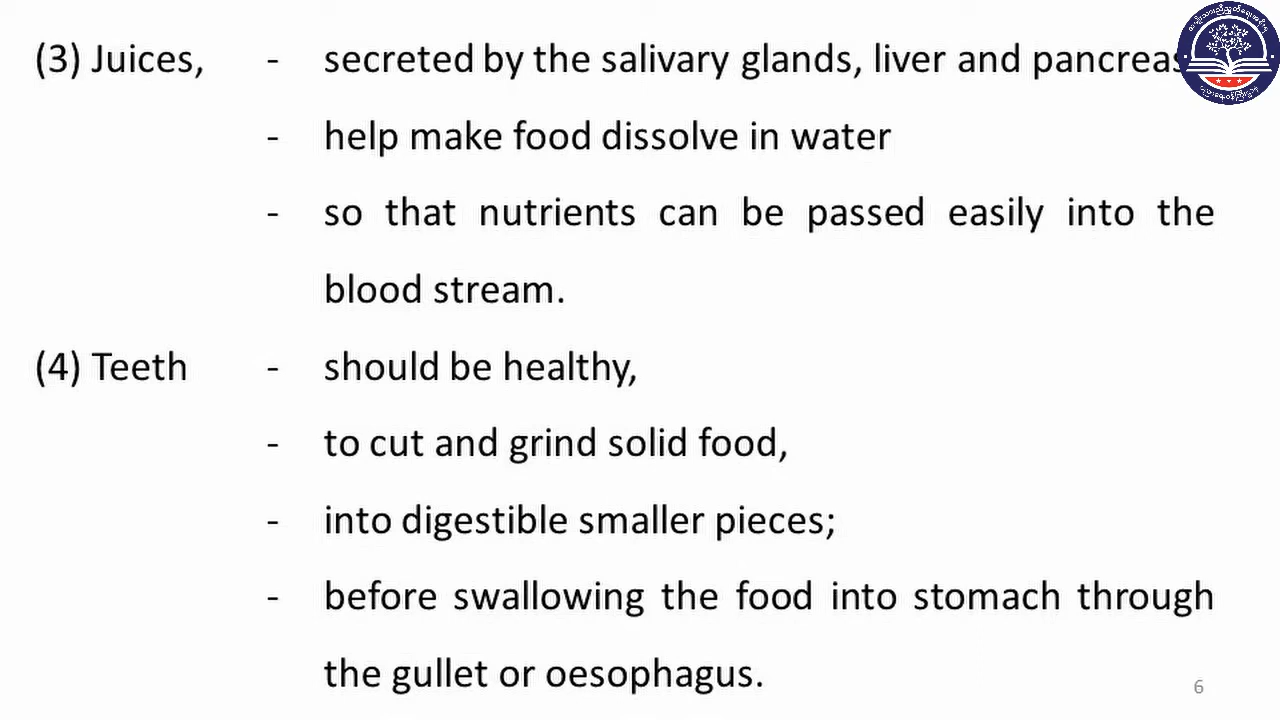 (3) Juices, - secreted by the salivary glands, liver and pancreas
- help make food dissolve in water
- so that nutrients can be passed easily into the
blood stream.
(4) Teeth - should be healthy,
- to cut and grind solid food,
- into digestible smaller pieces;
- before swallowing the food into stomach through
the gullet or oesophagus.
6